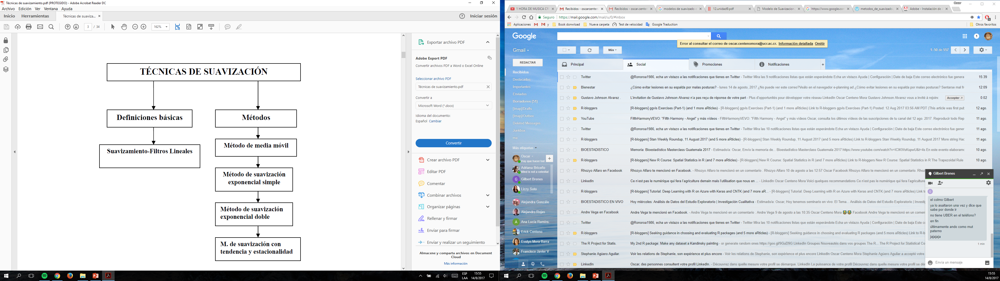 Técnicas de suavizamiento.pdf (PROTEGIDO) - Adobe Acrobat Reader DC
Archivo Edición Ver Ventana Ayuda
Inicio Herramientas Técnicas de suaviza... × Iniciar sesión
3 / 34 162%
TÉCNICAS DE SUAVIZACIÓN
Definiciones básicas
Métodos
Suavizamiento-Filtros Lineales
Método de media móvil
Método de suavización
exponencial simple
Método de suavización
exponencial doble
M. de suavización con
tendencia y estacionalidad
Exportar archivo PDF
Adobe Export PDF
Convertir archivos PDF a Word o Excel Online
Seleccionar archivo PDF
Técnicas de suavizamiento.pdf
Convertir a
Microsoft Word (*.docx)
Idioma del documento:
Español Cambiar
Convertir
Crear archivo PDF
Editar PDF
Comentar
Combinar archivos
Organizar páginas
Rellenar y firmar
Enviar para firmar
Enviar y realizar un seguimiento
Almacene y comparta archivos en Document
Cloud
Más información
ESP
LAA
15:55
14/8/2017
1 HORA DE MUSICA CR
Recibidos - oscarcenten
Recibidos - oscar.center
modelos de suavizado e
12.unidad9.pdf
Modelo de Suavizacion
https://www.google.com
metodos_de_suavizado.
Adobe - Instalación de A
Oscar
Seguro https://mail.google.com/mail/u/0/#inbox
Aplicaciones M M y Book donwload Nueva carpeta Test de velocidad Google Traduction Otros favoritos
Google
1
Error al consultar el correo de oscar.centenomora@ucr.ac.cr. Información detallada Omitir
Gmail Más 1–50 de 557
REDACTAR
Principal Social Promociones Notificaciones +
Recibidos
Destacados
Importantes
Enviados
Borradores (51)
[Imap]/Drafts
[Imap]/Outbox
Deleted Messages
Junkbox
ma
Más etiquetas
Oscar
Hay que hacer tod
Adriana Briceño
Mind is not a celestial
Gilbert Brenes
Lizzy Soto
Alejandra Gonzále
Alejandro Rojas
Ana Lucía Ramíre
Erick Centeno
Evelyn Mora Barra
Francisco Javier V
Twitter @Ronoroa1986, echa un vistazo a las notificaciones que tienes en Twitter - Twitter Mira las 9 notificaciones listas que están esperándote Echa un vistazo Ayuda | Configuración | Date de baja Este correo electrónico fue genera 15:39
Bienestar ¿Cómo evitar lesiones en su espalda por malas posturas? - lunes 14 de agosto, 2017 ¿No puede ver este correo?Veálo en el navegador e-planning ad ¿Cómo evitar lesiones en su espalda por malas posturas? Sentarse mal fr 12:09
Gustavo Johnson Alvarez . L'invitation de Gustavo Johnson Alvarez n'a pas reçu de réponse de votre part - Plus d'opportunités pour développer votre réseau LinkedIn Oscar Centeno Mora Gustavo Johnson Alvarez vous a invité à rejoind Accepter 0:02
R-bloggers [R-bloggers] ggvis Exercises (Part-1) (and 1 more aRticles) - [R-bloggers] ggvis Exercises (Part-1) (and 1 more aRticles) Link to R-bloggers ggvis Exercises (Part-1) Posted: 12 Aug 2017 03:56 AM PDT (This article was first pub 12 ago.
YouTube FifthHarmonyVEVO: "Fifth Harmony - Angel" y más vídeos - FifthHarmonyVEVO: "Fifth Harmony - Angel" y más vídeos Oscar, consulta los últimos vídeos de las suscripciones de tu canal del 12 ago. 2017. Reproducir todo Rep 11 ago.
Twitter @Ronoroa1986, echa un vistazo a las notificaciones que tienes en Twitter - Twitter Mira las 10 notificaciones listas que están esperándote Echa un vistazo Ayuda | Configuración | Date de baja Este correo electrónico fue gener 11 ago.
R-bloggers [R-bloggers] Stan Weekly Roundup, 11 August 2017 (and 5 more aRticles) - [R-bloggers] Stan Weekly Roundup, 11 August 2017 (and 5 more aRticles) Link to R-bloggers Stan Weekly Roundup, 11 August 2017 More string Hac 11 ago.
BIOESTADISTICO Memoria: Bioestadístico Masterclass Guatemala 2017 - Estimado/a: Oscar, Envío la memoria de... Bioestadístico Masterclass Guatemala 2017 En este evento elaboramo 10 ago.
R-bloggers [R-bloggers] New R Course: Spatial Statistics in R (and 7 more aRticles) - [R-bloggers] New R Course: Spatial Statistics in R (and 7 more aRticles) Link to R-bloggers New R Course: Spatial Statistics in R The Trapezoidal Rule 10 ago.
Rhozyo Alfaro en Facebook Rhozyo Alfaro te mencionó en Facebook. - Rhozyo Alfaro te mencionó en un comentario . Rhozyo Alfaro 10 de agosto a las 12:57 Oscar Facebook Rhozyo Alfaro te mencionó en un comentario. Rhoz
LinkedIn Ce n'est pas le numérique qui fera l'agriculture demain mais l'utilisation que nous en ... - LinkedIn Oscar Centeno Mora Voici quelques recommandations Ce n'est pas le numérique qui fera l'agriculture
R-bloggers [R-bloggers] Tutorial: Deep Learning with R on Azure with Keras and CNTK (and 7 more aR... - [R-bloggers] Tutorial: Deep Learning with R on Azure with Keras and CNTK (and 7 more aRticles) Link t
BIOESTADISTICO EN VIVO Hoy miércoles: Análisis de Datos del Estudio Exploratorio | Investigación Cualitativa - Estimado/a: Oscar, Hoy tenemos seminario en vivo: El Tema... Análisis de Datos del Estudio Exploratorio | Investig
Andre Vega en Facebook Andre Vega te mencionó en Facebook. - Andre Vega te mencionó en un comentario . Andre Vega 9 de agosto a las 10:35 Oscar Centeno Mora Facebook Andre Vega te mencionó en un comen
Twitter @Ronoroa1986, echa un vistazo a las notificaciones que tienes en Twitter - Twitter Mira las 10 notificaciones listas que están esperándote Echa un vistazo Ayuda | Configuración | Date de baja Este c
R-bloggers [R-bloggers] Seeking guidance in choosing and evaluating R packages (and 5 more aRticles) - [R-bloggers] Seeking guidance in choosing and evaluating R packages (and 5 more aRticles) Link to R-b
The R Project for Statis. My 2nd R package: Make any dataset a Kandinsky painting - or generate random ones https://goo.gl/9GuD9G LinkedIn Groupes Nouveautés dans vos groupes The R... The R Project for Statistical Co
Stephanie Agüero Aguilar. Voir les relations de Stephanie, son expérience et plus encore - Voir les relations de Stephanie, son expérience et plus encore LinkedIn Oscar Centeno Mora Stephanie Agüero Aguilar a accepté votre
LinkedIn Oscar, des personnes consultent votre profil LinkedIn. - Découvrez dans quelle mesure votre profil se démarque. LinkedIn La puissance de votre profil Découvrez dans quelle mesure votre profil se dé
Gilbert Brenes
G
el colmo Gilbert
ya lo asaltaron una vez y dice que
sabe por donde ir
no tiene UBER en el teléfono?
en fin
últimamente ando como mut
paterno
jajajaja
1 min
Envía un mensaje
15:55
14/8/2017